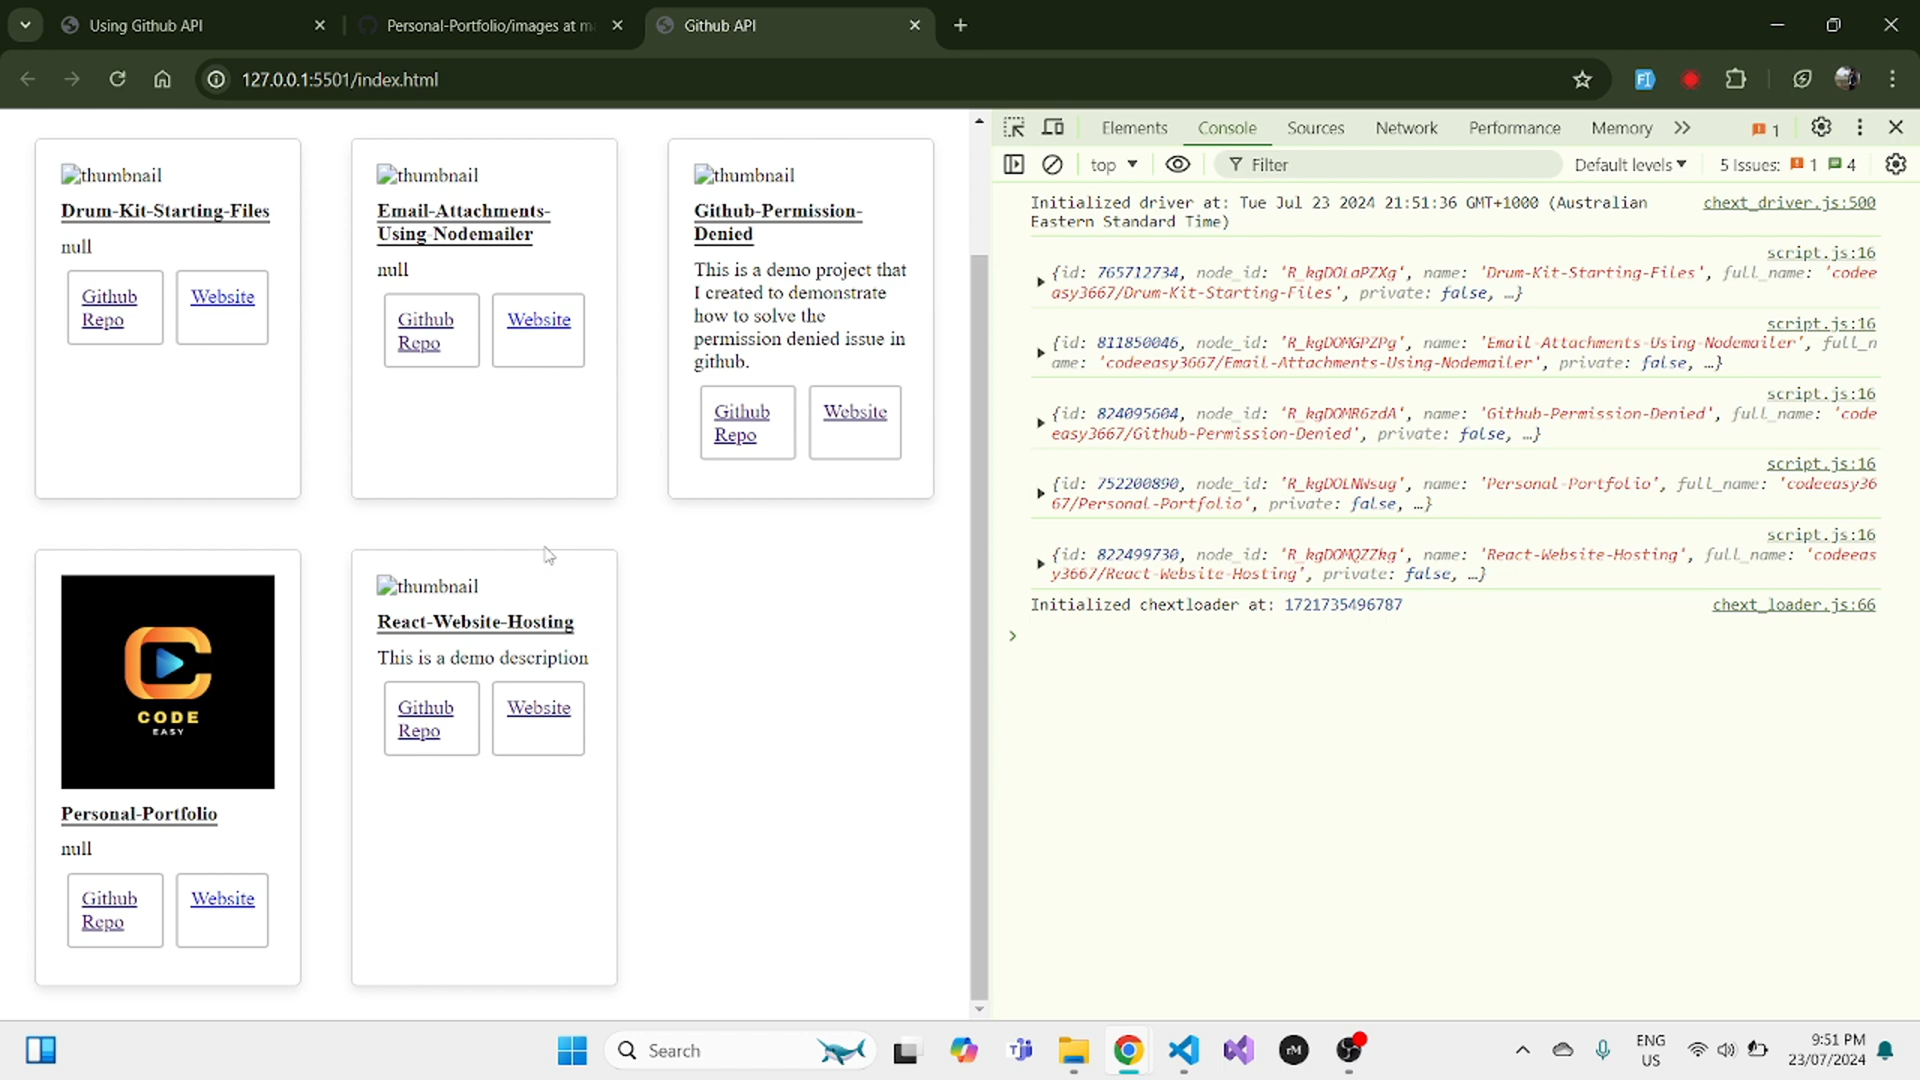 Using Github API
Personal-Portfolio/images at m
Github API
127.0.0.1:5501/index.html
thumbnail
Drum-Kit-Starting-Files
null
Github
Repo
Website
thumbnail
Email-Attachments-
Using-Nodemailer
null
Github
Repo
Website
thumbnail
Github-Permission-
Denied
This is a demo project that
I created to demonstrate
how to solve the
permission denied issue in
github.
Github
Repo
Website
CODE
EASY
Personal-Portfolio
null
Github
Repo
Website
thumbnail
React-Website-Hosting
This is a demo description
Github
Repo
Website
Elements Console Sources Network Performance Memory 1
top Filter Default levels 5 Issues: 1 4
Initialized driver at: Tue Jul 23 2024 21:51:36 GMT+1000 (Australian chext_driver.js:500
Eastern Standard Time)
script.js:16
{id: 765712734, node_id: 'R_kgDOLaPZXg', name: 'Drum-Kit-Starting-Files', full_name: 'codee
asy3667/Drum-Kit-Starting-Files', private: false, …}
script.js:16
{id: 811850046, node_id: 'R_kgDOMGPZPg', name: 'Email-Attachments-Using-Nodemailer', full_n
ame: 'codeeasy3667/Email-Attachments-Using-Nodemailer', private: false, …}
script.js:16
{id: 824095604, node_id: 'R_kgDOMR6zdA', name: 'Github-Permission-Denied', full_name: 'code
easy3667/Github-Permission-Denied', private: false, …}
script.js:16
{id: 752200890, node_id: 'R_kgDOLNWsug', name: 'Personal-Portfolio', full_name: 'codeeasy36
67/Personal-Portfolio', private: false, …}
script.js:16
{id: 822499730, node_id: 'R_kgDOMQZZkg', name: 'React-Website-Hosting', full_name: 'codeeas
y3667/React-Website-Hosting', private: false, …}
Initialized chextloader at: 1721735496787 chext_loader.js:66
Search
ENG
US
9:51 PM
23/07/2024